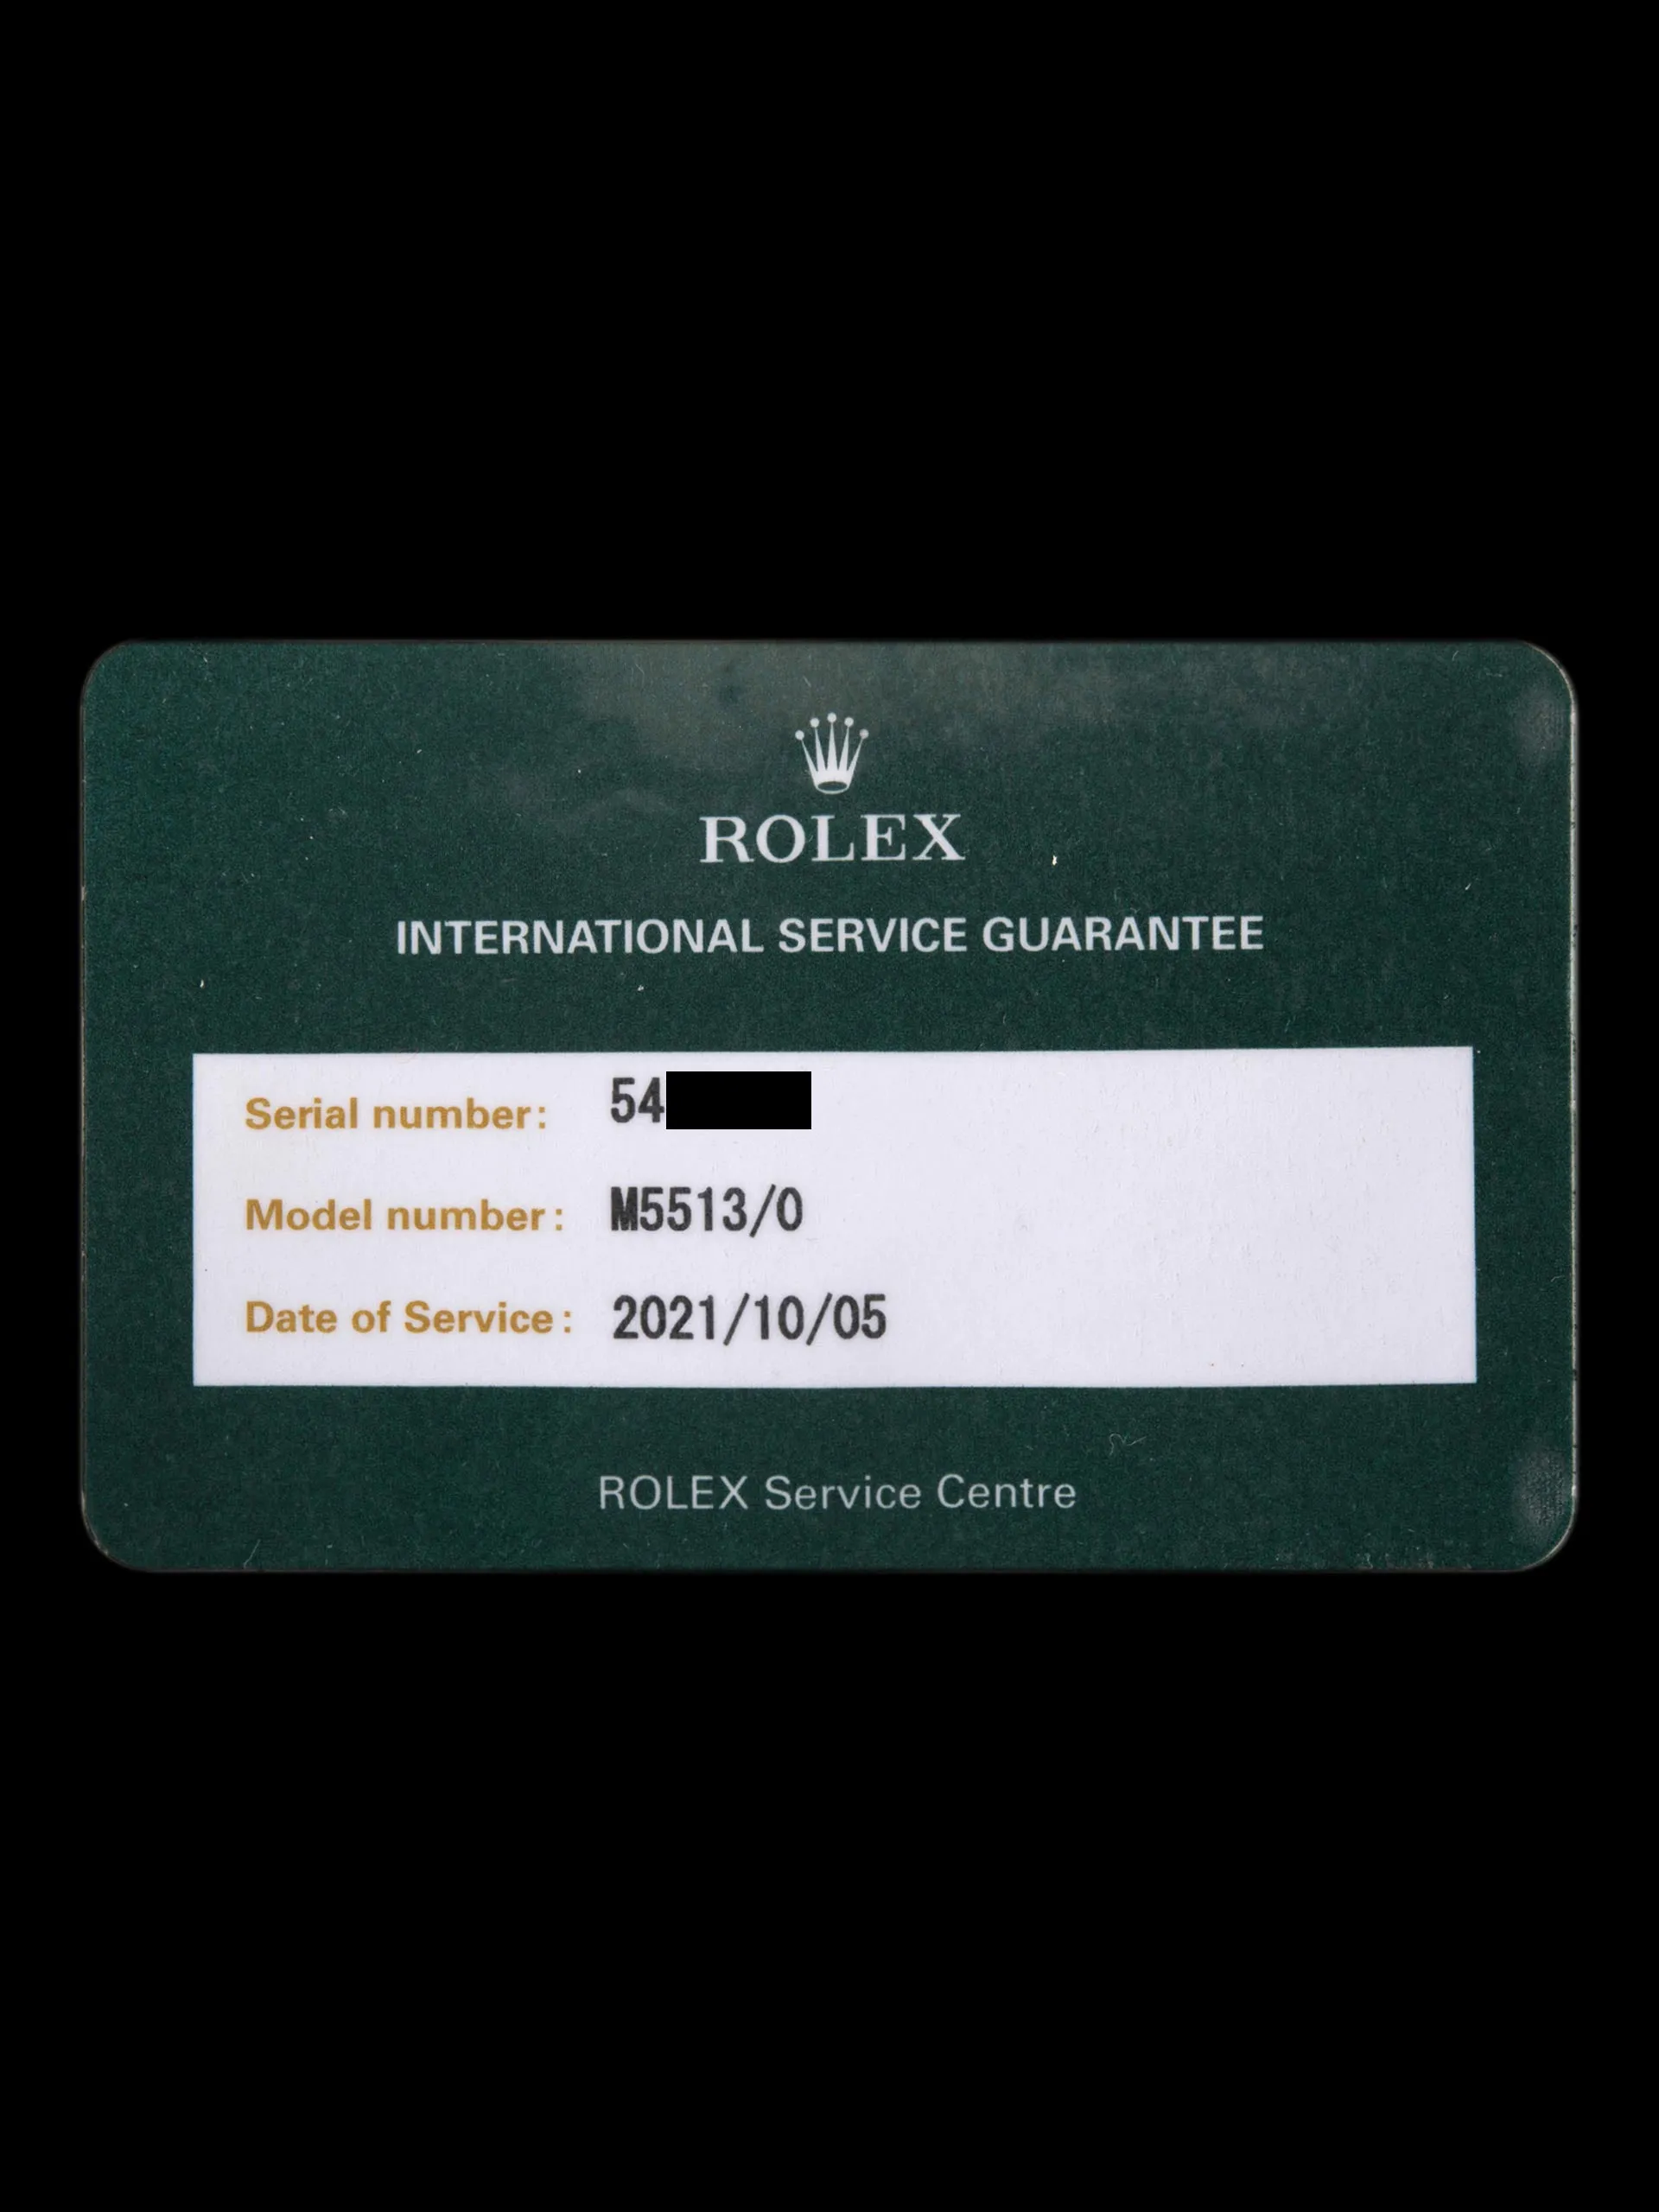 ROLEX
INTERNATIONAL SERVICE GUARANTEE
Serial number: 54
Model number: M5513/0
Date of Service: 2021/10/05
ROLEX Service Centre